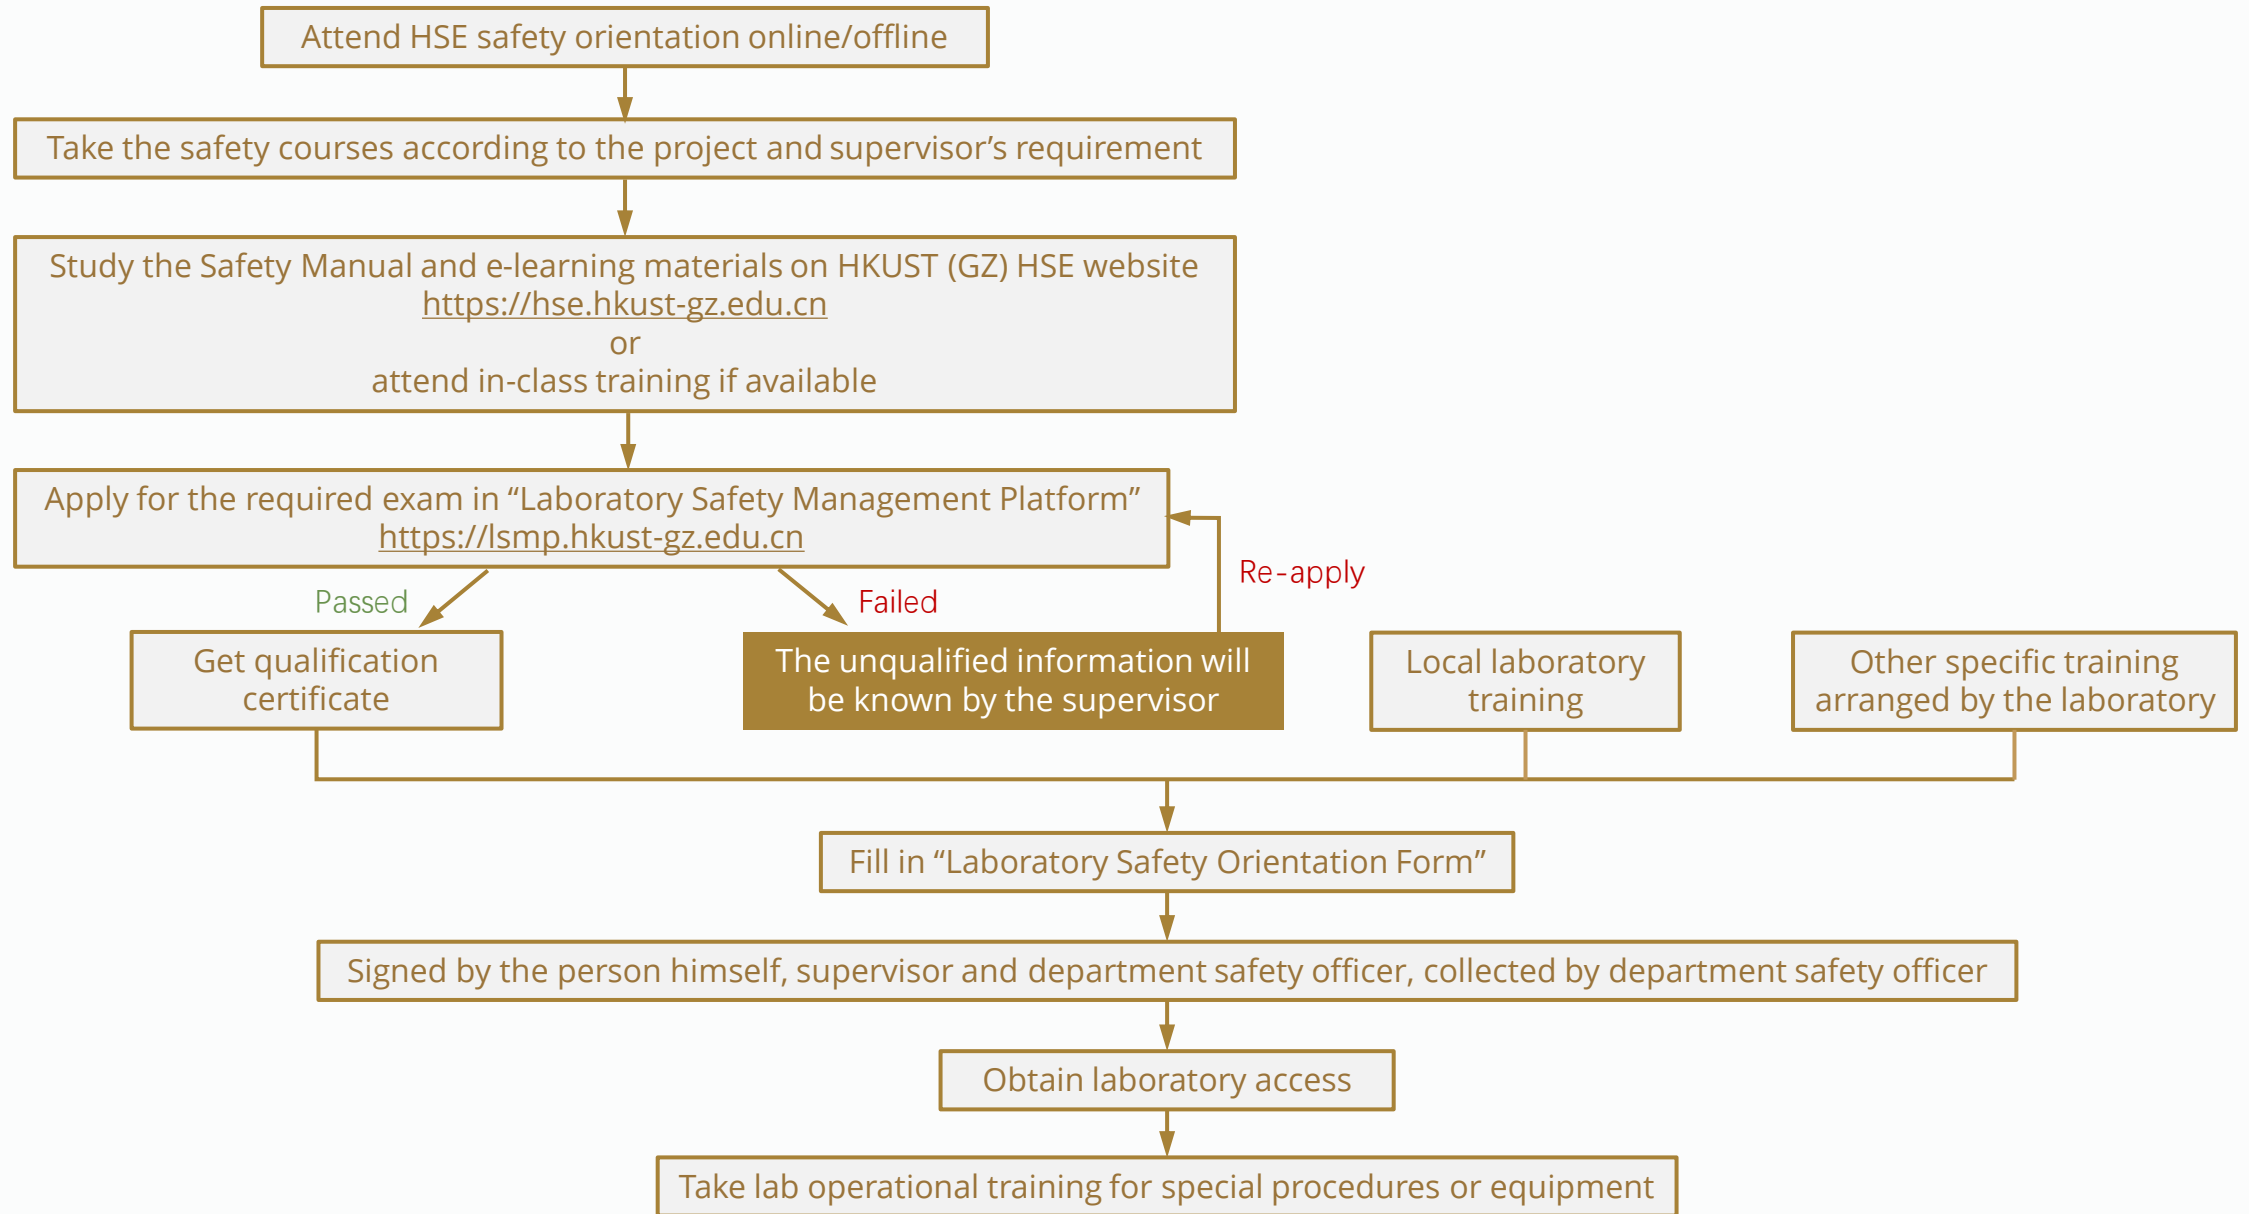 Attend HSE safety orientation online/offline
Take the safety courses according to the project and supervisor’s requirement
Study the Safety Manual and e-learning materials on HKUST (GZ) HSE website
https://hse.hkust-gz.edu.cn
or
attend in-class training if available
Apply for the required exam in “Laboratory Safety Management Platform”
https://lsmp.hkust-gz.edu.cn
Re-apply
Passed
Failed
Get qualification
certificate
The unqualified information will
be known by the supervisor
Local laboratory
training
Other specific training
arranged by the laboratory
Fill in “Laboratory Safety Orientation Form”
Signed by the person himself, supervisor and department safety officer, collected by department safety officer
Obtain laboratory access
Take lab operational training for special procedures or equipment